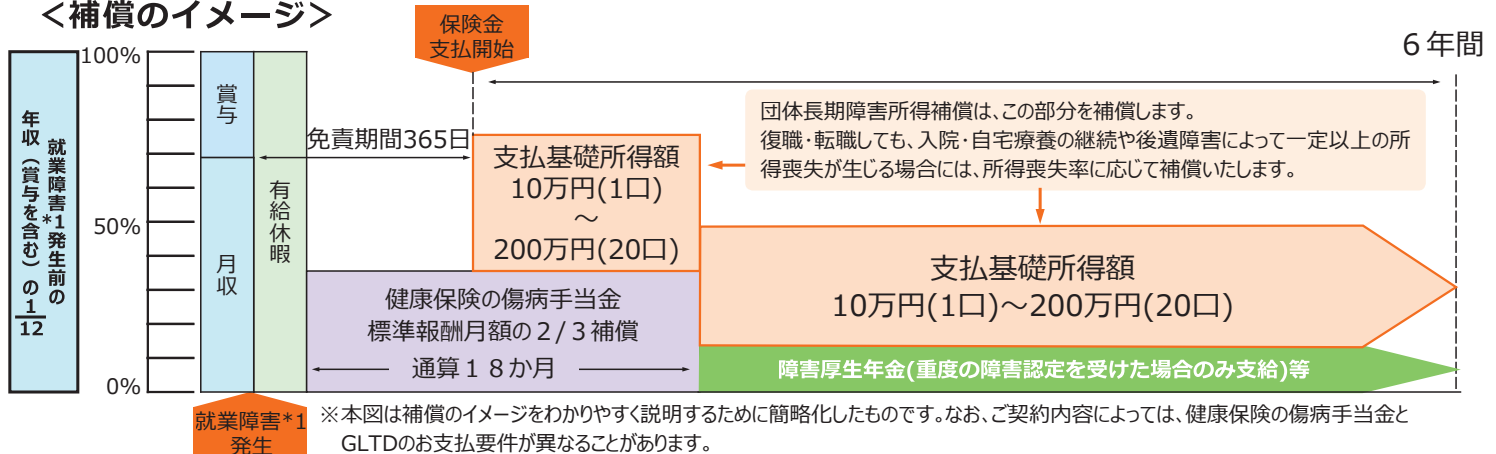 ＜補償のイメージ＞
保険金
支払開始
６年間
100%
50%
0%
就業障害*1発生前の
年収（賞与を含む）の1/12
賞与
月収
有給休暇
免責期間365日
支払基礎所得額
10万円(1口)
～
200万円(20口)
団体長期障害所得補償は、この部分を補償します。
復職・転職しても、入院・自宅療養の継続や後遺障害によって一定以上の所
得喪失が生じる場合には、所得喪失率に応じて補償いたします。
健康保険の傷病手当金
標準報酬月額の２/３補償
通算１８か月
支払基礎所得額
10万円(1口)～200万円(20口)
障害厚生年金(重度の障害認定を受けた場合のみ支給)等
就業障害*1
発生
※本図は補償のイメージをわかりやすく説明するために簡略化したものです。なお、ご契約内容によっては、健康保険の傷病手当金と
GLTDのお支払要件が異なることがあります。